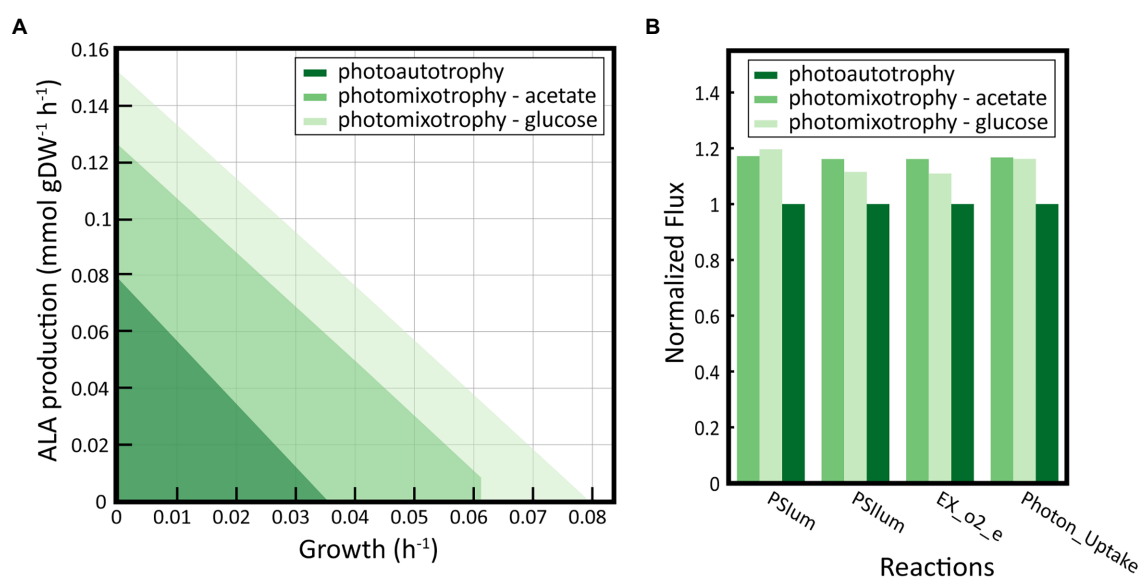 A
ALA production (mmol gDW-1 h-1)
0.16
0.14
0.12
0.1
0.08
0.06
0.04
0.02
0
photoautotrophy
photomixotrophy - acetate
photomixotrophy - glucose
0 0.01 0.02 0.03 0.04 0.05 0.06 0.07 0.08
Growth (h-1)
B
Normalized Flux
1.4
1.2
1
0.8
0.6
0.4
0.2
0
photoautotrophy
photomixotrophy - acetate
photomixotrophy - glucose
PSIum PSIIum EX_o2_e Photon_Uptake
Reactions